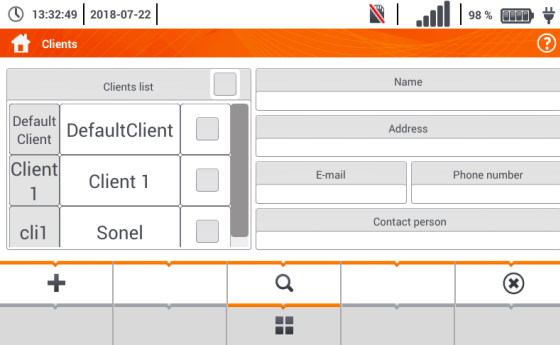 13:32:49 2018-07-22 98 %
Clients
Clients list
Default
Client
DefaultClient
Client
1
Client 1
cli1
Sonel
Name
Address
E-mail
Phone number
Contact person